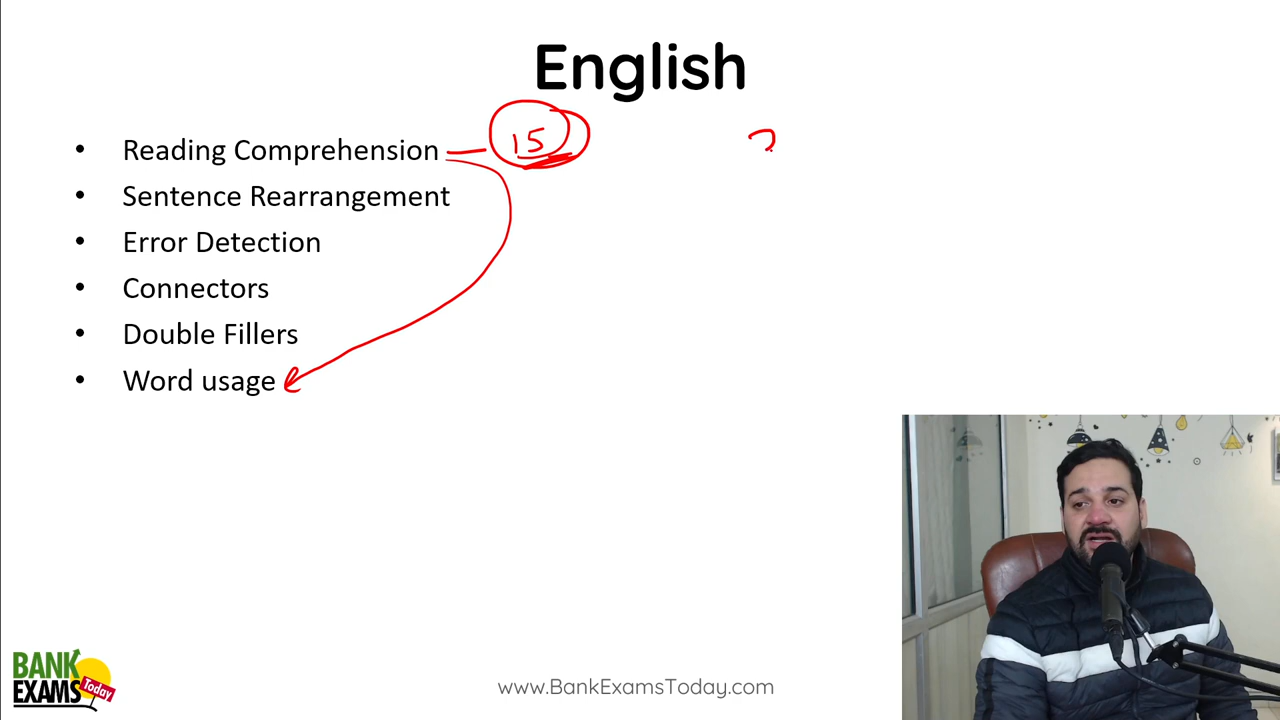 English
• Reading Comprehension 15
• Sentence Rearrangement
• Error Detection
• Connectors
• Double Fillers
• Word usage
BANK
EXAMS
Today
www.BankExamsToday.com